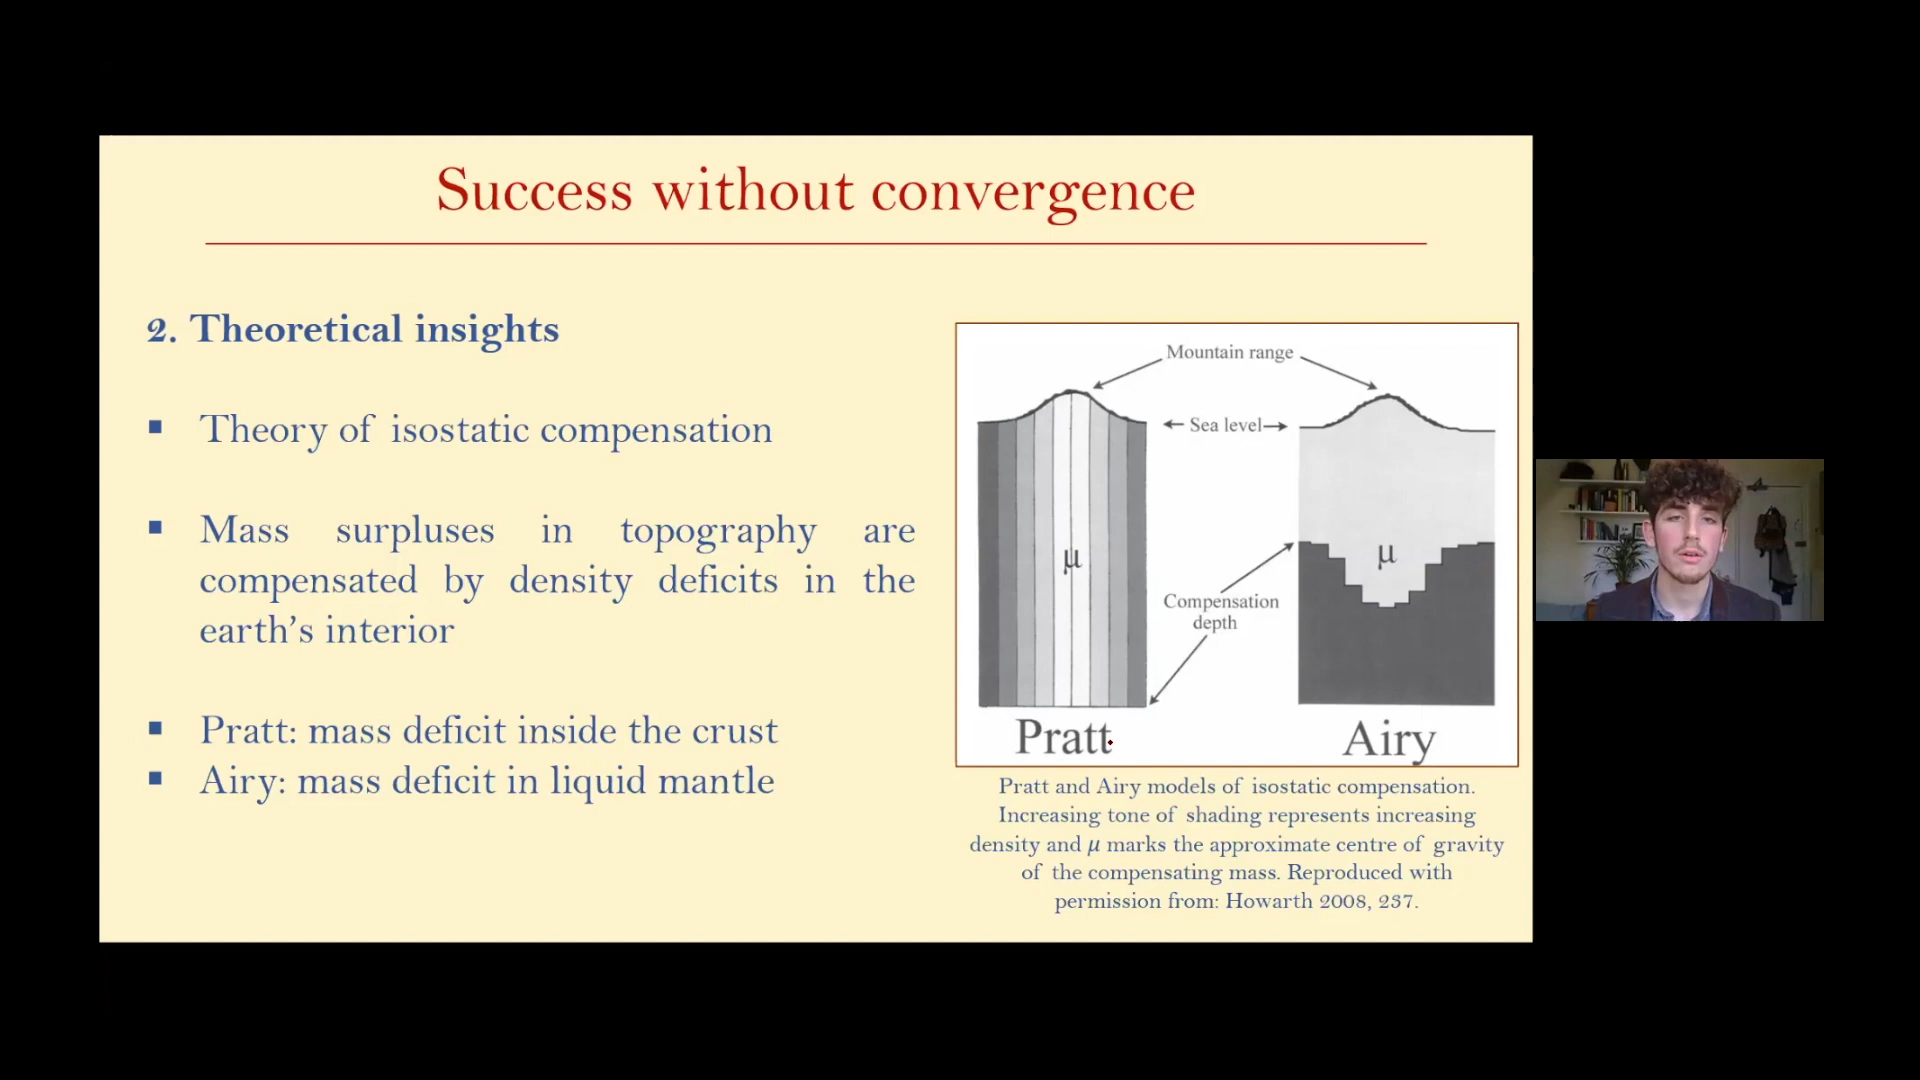 Success without convergence
2. Theoretical insights
▪ Theory of isostatic compensation
▪ Mass surpluses in topography are
compensated by density deficits in the
earth's interior
▪ Pratt: mass deficit inside the crust
▪ Airy: mass deficit in liquid mantle
Mountain range
Sea level
μ
μ
Compensation
depth
Pratt
Airy
Pratt and Airy models of isostatic compensation.
Increasing tone of shading represents increasing
density and μ marks the approximate centre of gravity
of the compensating mass. Reproduced with
permission from: Howarth 2008, 237.